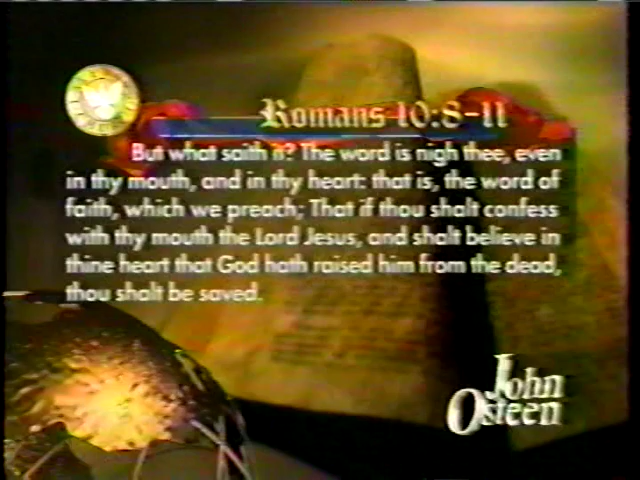 Romans 10:8-11
But what saith it? The word is nigh thee, even
in thy mouth, and in thy heart: that is, the word of
faith, which we preach; That if thou shalt confess
with thy mouth the Lord Jesus, and shalt believe in
thine heart that God hath raised him from the dead,
thou shalt be saved.
John
Osteen